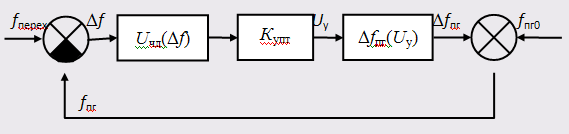 fперех Δf Uу Δfпг fпг0
Uчд(Δf) Kупт Δfпг(Uу)
fпг